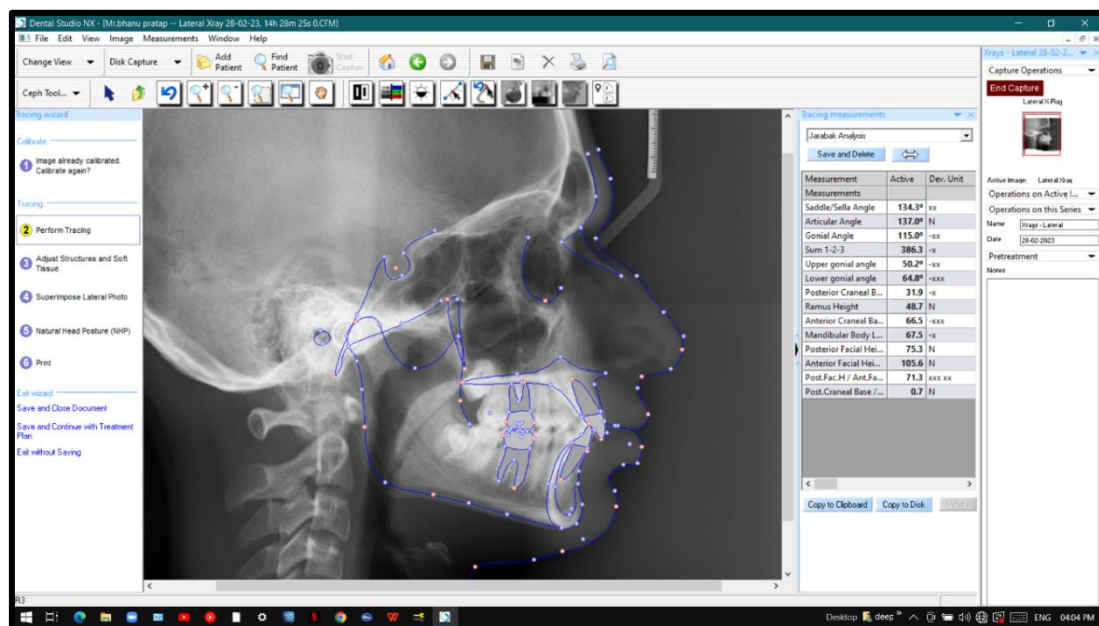 Dental Studio NX - [Mr.bhanu pratap -- Lateral Xray 28-02-23, 14h 28m 25s 0.CFM]
File Edit View Image Measurements Window Help
Change View Disk Capture Add Patient Find Patient Start Captun
Ceph Tool...
Tracing wizard
Calibrate
1 Image already calibrated. Calibrate again?
Tracing
2 Perform Tracing
3 Adjust Structures and Soft Tissue
4 Superimpose Lateral Photo
5 Natural Head Posture (NHP)
6 Print
Exit wizard
Save and Close Document
Save and Continue with Treatment Plan
Exit without Saving
Tracing measurements
Jarabak Analysis
Save and Delete
Measurement Active Dev. Unit
Measurements
Saddle/Sella Angle 134.3º xx
Articular Angle 137.0º N
Gonial Angle 115.0º -xx
Sum 1-2-3 386.3 -x
Upper gonial angle 50.2º -xx
Lower gonial angle 64.8º -xxx
Posterior Craneal B... 31.9 -x
Ramus Height 48.7 N
Anterior Craneal Ba... 66.5 -xxx
Mandibular Body L... 67.5 -x
Posterior Facial Hei... 75.3 N
Anterior Facial Hei... 105.6 N
Post.Fac.H / Ant.Fa... 71.3 xxx xx
Post.Craneal Base /... 0.7 N
Copy to Clipboard Copy to Disk Details
Xrays - Lateral 28-02-2...
Capture Operations
End Capture
Lateral X-Ray
Active Image: Lateral Xray
Operations on Active I...
Operations on this Series
Name Xrays - Lateral
Date 28-02-2023
Pretreatment
Notes
R3
Desktop deep ENG 04:04 PM